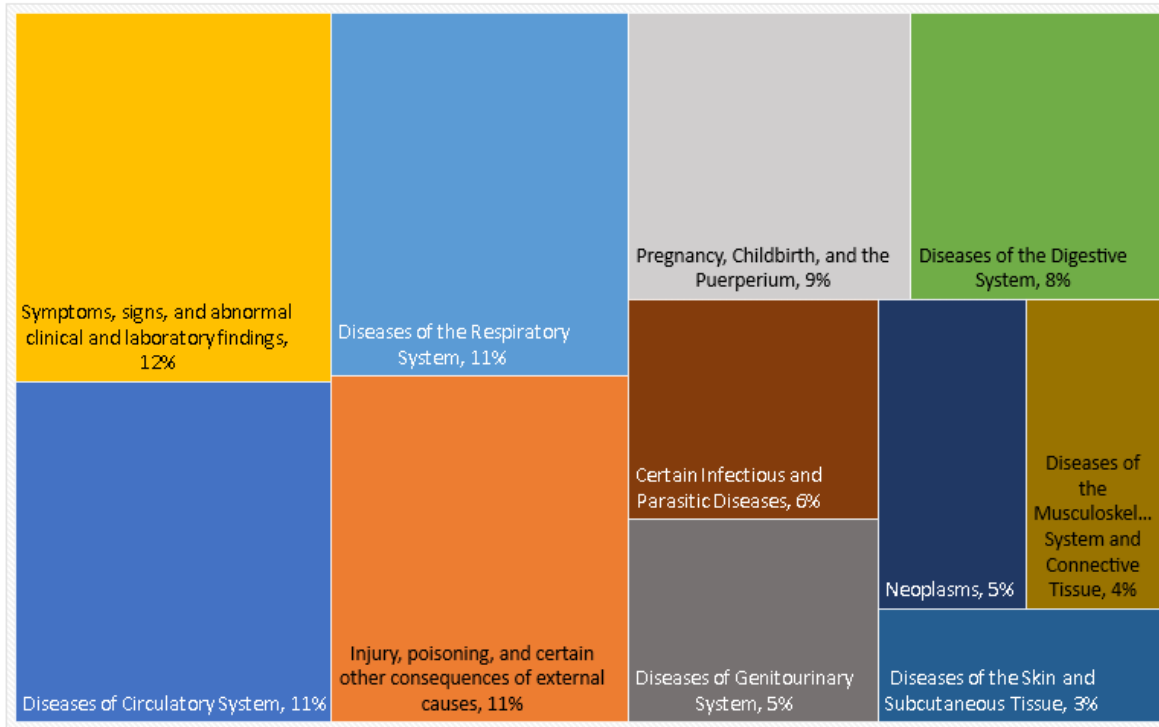 Symptoms, signs, and abnormal
clinical and laboratory findings,
12%
Diseases of Circulatory System, 11%
Diseases of the Respiratory
System, 11%
Injury, poisoning, and certain
other consequences of external
causes, 11%
Pregnancy, Childbirth, and the
Puerperium, 9%
Diseases of the Digestive
System, 8%
Certain Infectious and
Parasitic Diseases, 6%
Diseases of Genitourinary
System, 5%
Neoplasms, 5%
Diseases of
the
Musculoskel...
System and
Connective
Tissue, 4%
Diseases of the Skin and
Subcutaneous Tissue, 3%